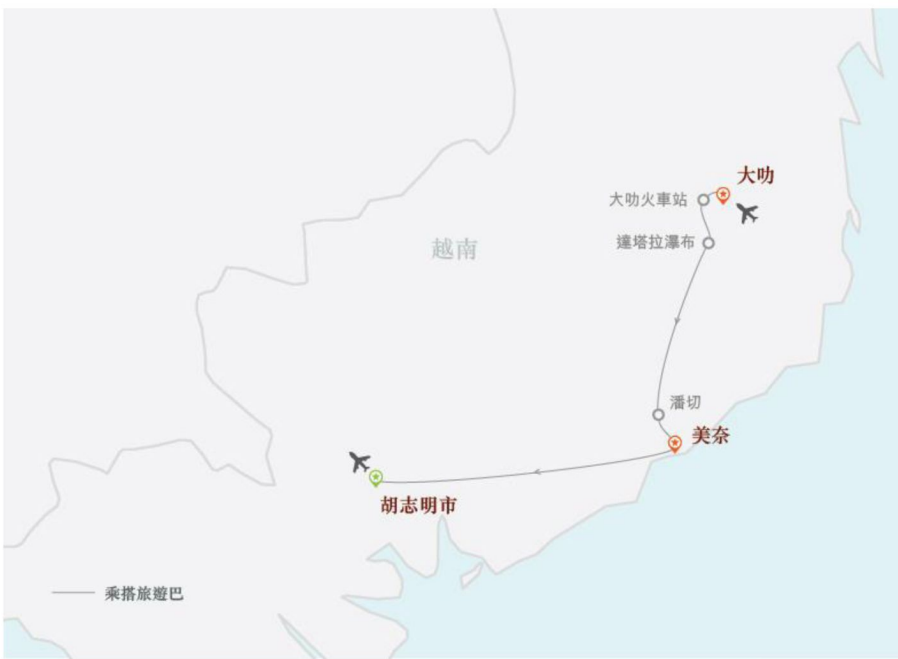 大叻
大叻火車站
達塔拉瀑布
越南
潘切
美奈
胡志明市
乘搭旅遊巴